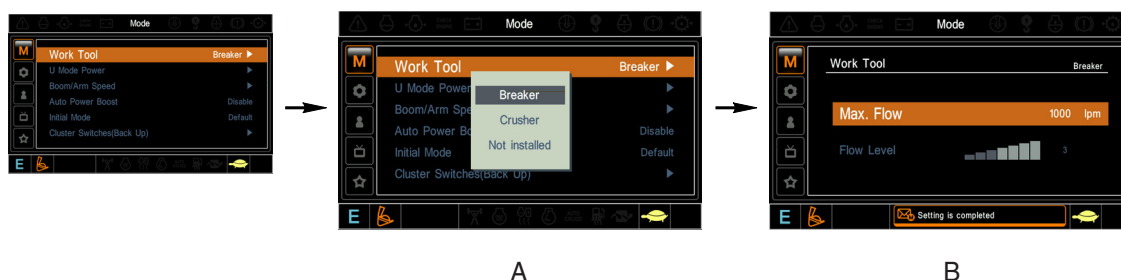 Mode
M
Work Tool Breaker ▶
U Mode Power ▶
Boom/Arm Speed ▶
Auto Power Boost Disable
Initial Mode Default
Cluster Switches(Back Up) ▶
E
Mode
M
Work Tool Breaker ▶
U Mode Power ▶
Boom/Arm Spe ▶
Auto Power Bo Disable
Initial Mode Default
Cluster Switches(Back Up) ▶
Breaker
Crusher
Not installed
E
A
Mode
M
Work Tool Breaker
Max. Flow 1000 lpm
Flow Level 3
E
Setting is completed
B